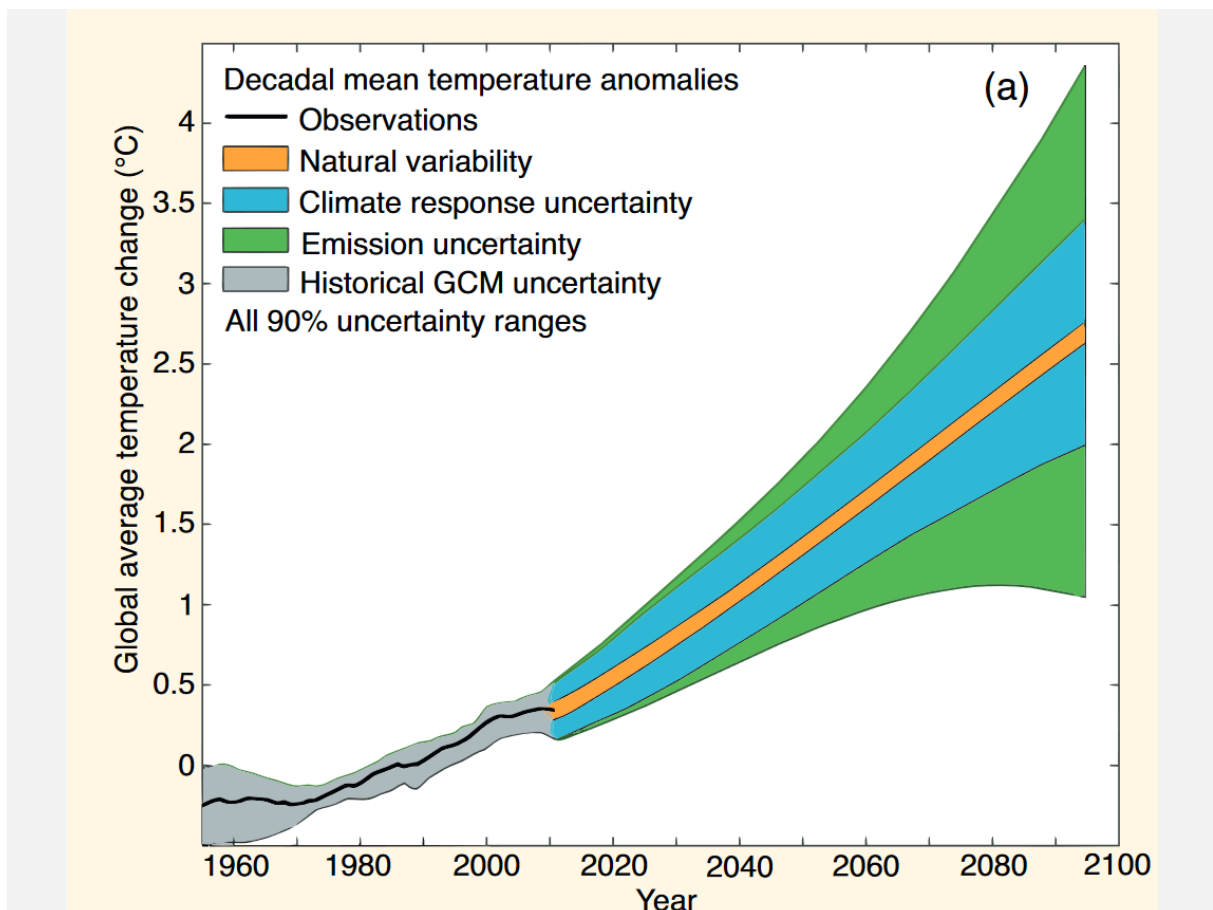 Decadal mean temperature anomalies
(a)
Observations
Natural variability
Climate response uncertainty
Emission uncertainty
Historical GCM uncertainty
All 90% uncertainty ranges
Global average temperature change (°C)
4
3.5
3
2.5
2
1.5
1
0.5
0
1960 1980 2000 2020 2040 2060 2080 2100
Year